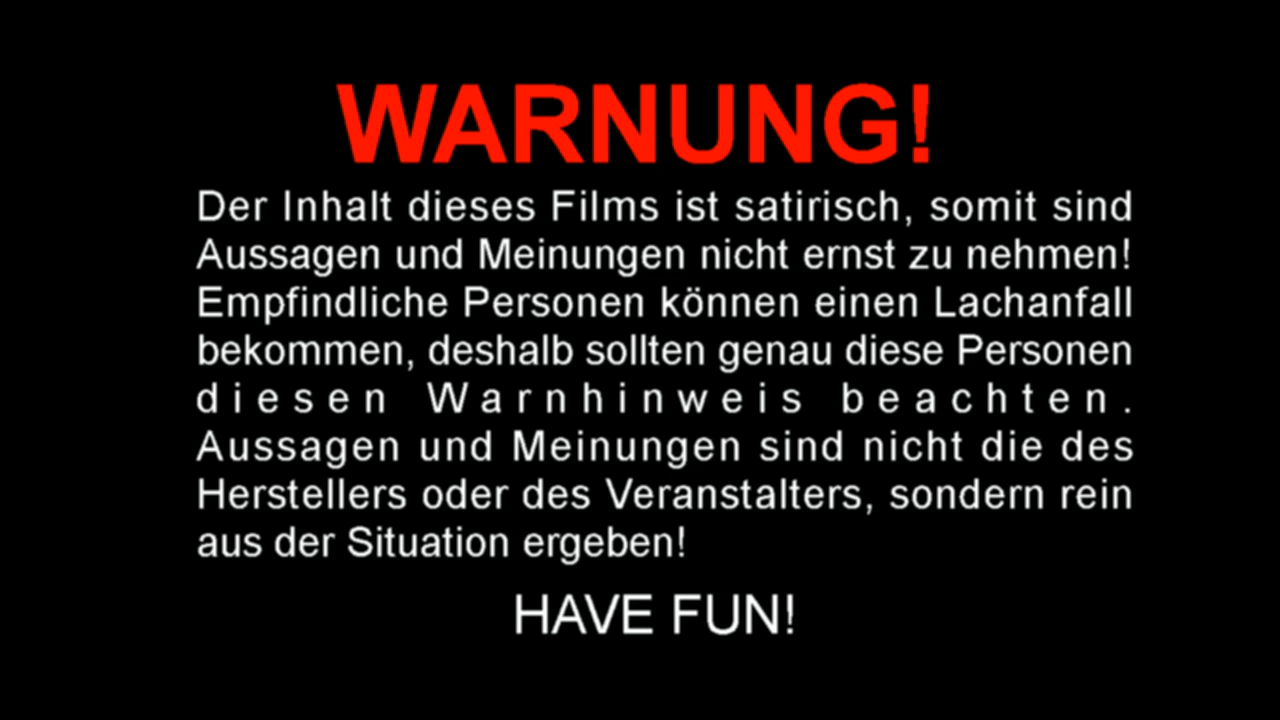 WARNUNG!
Der Inhalt dieses Films ist satirisch, somit sind
Aussagen und Meinungen nicht ernst zu nehmen!
Empfindliche Personen können einen Lachanfall
bekommen, deshalb sollten genau diese Personen
diesen Warnhinweis beachten.
Aussagen und Meinungen sind nicht die des
Herstellers oder des Veranstalters, sondern rein
aus der Situation ergeben!
HAVE FUN!